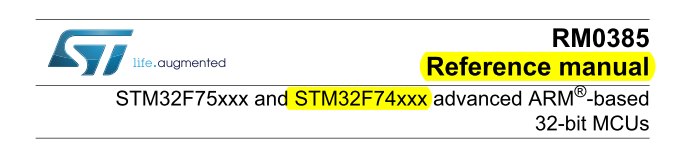 RM0385
life.augmented
Reference manual
STM32F75xxx and STM32F74xxx advanced ARM®-based
32-bit MCUs